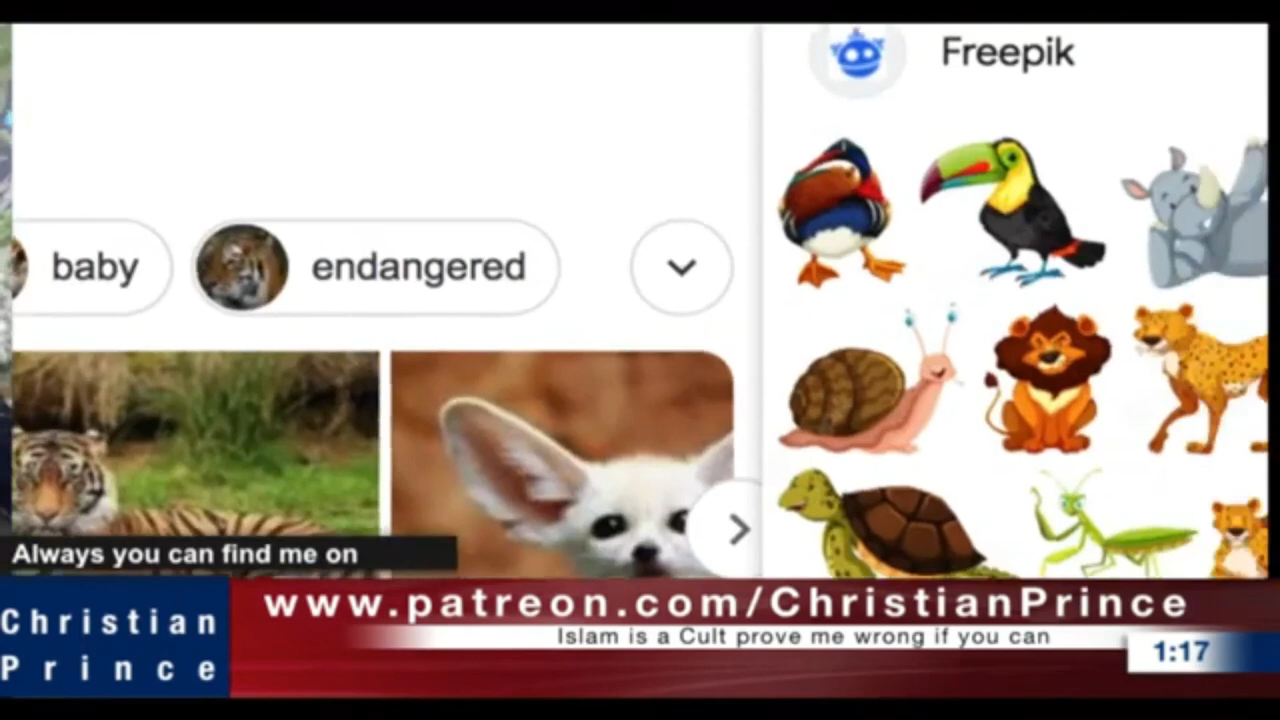 Freepik
baby
endangered
Always you can find me on
www.patreon.com/ChristianPrince
Christian
Prince
Islam is a Cult prove me wrong if you can
1:17